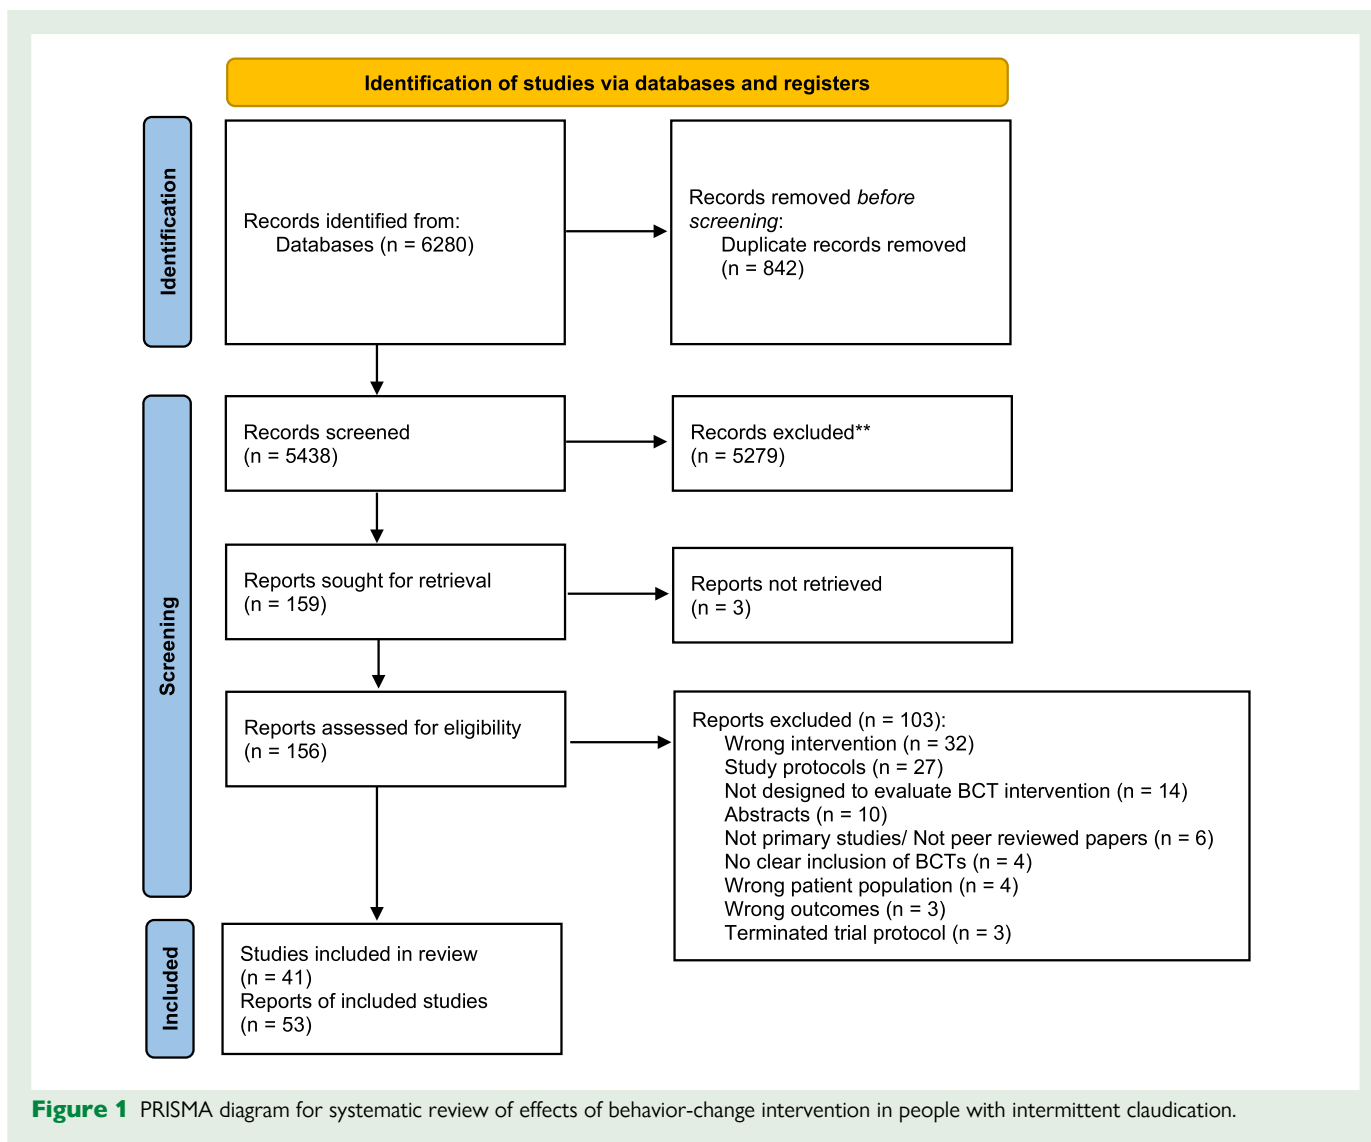 Identification of studies via databases and registers
Identification
Records identified from:
Databases (n = 6280)
Records removed before
screening:
Duplicate records removed
(n = 842)
Screening
Records screened
(n = 5438)
Records excluded**
(n = 5279)
Reports sought for retrieval
(n = 159)
Reports not retrieved
(n = 3)
Reports assessed for eligibility
(n = 156)
Reports excluded (n = 103):
Wrong intervention (n = 32)
Study protocols (n = 27)
Not designed to evaluate BCT intervention (n = 14)
Abstracts (n = 10)
Not primary studies/ Not peer reviewed papers (n = 6)
No clear inclusion of BCTs (n = 4)
Wrong patient population (n = 4)
Wrong outcomes (n = 3)
Terminated trial protocol (n = 3)
Included
Studies included in review
(n = 41)
Reports of included studies
(n = 53)
Figure 1 PRISMA diagram for systematic review of effects of behavior-change intervention in people with intermittent claudication.